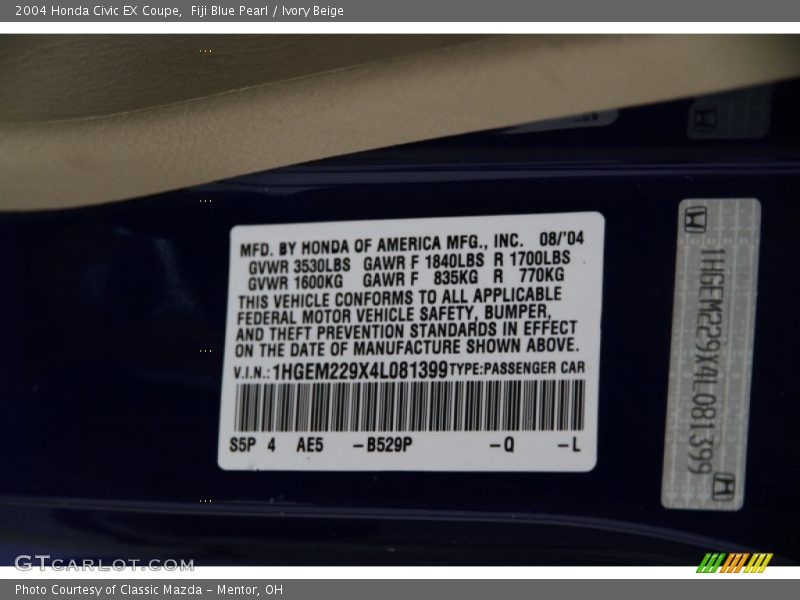 2004 Honda Civic EX Coupe,  Fiji Blue Pearl / Ivory Beige
MFD. BY HONDA OF AMERICA MFG., INC. 08/'04
GVWR 3530LBS GAWR F 1840LBS R 1700LBS
GVWR 1600KG GAWR F 835KG R 770KG
THIS VEHICLE CONFORMS TO ALL APPLICABLE
FEDERAL MOTOR VEHICLE SAFETY, BUMPER,
AND THEFT PREVENTION STANDARDS IN EFFECT
ON THE DATE OF MANUFACTURE SHOWN ABOVE.
V.I.N.:1HGEM229X4L081399 TYPE:PASSENGER CAR
S5P 4 AE5 -B529P -Q -L
1HGEM229X4L081399
GTCARLOT.COM
Photo Courtesy of Classic Mazda - Mentor, OH